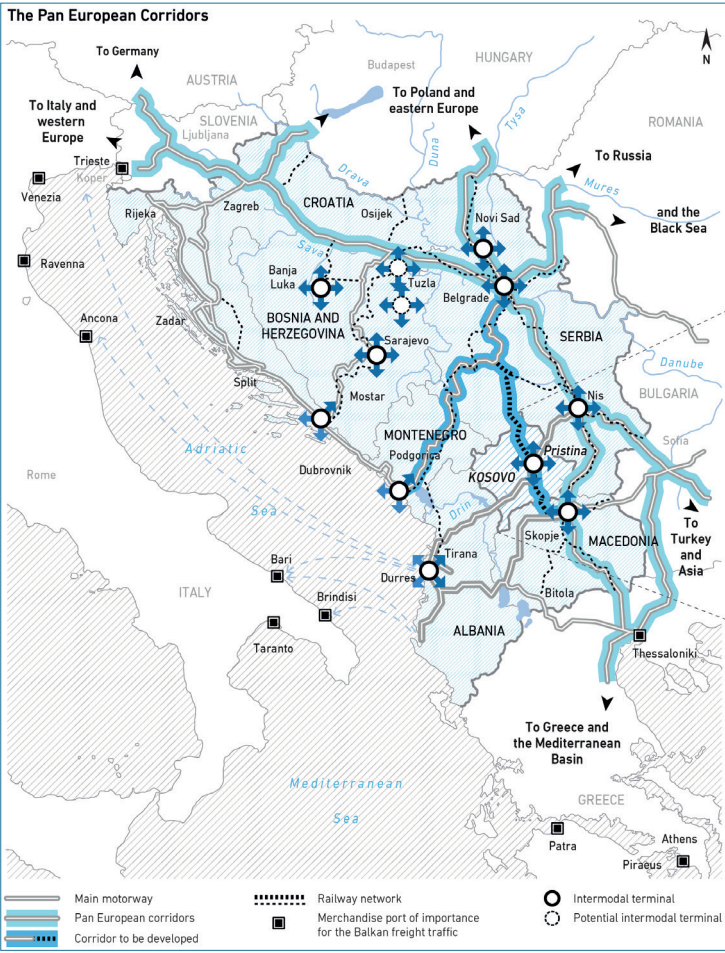 The Pan European Corridors
N
To Germany
AUSTRIA
Budapest
HUNGARY
To Italy and
western
Europe
SLOVENIA
Ljubljana
To Poland and
eastern Europe
Tysa
Duna
ROMANIA
Trieste
Koper
Drava
To Russia
Mures
Venezia
Zagreb
CROATIA
Rijeka
Osijek
Novi Sad
and the
Black Sea
Sava
Ravenna
Banja
Luka
Tuzla
Belgrade
BOSNIA AND
HERZEGOVINA
Ancona
Zadar
Sarajevo
SERBIA
Danube
Split
Mostar
Nis
BULGARIA
Adriatic
MONTENEGRO
Podgorica
Pristina
Sofia
Dubrovnik
KOSOVO
Rome
Sea
Drin
To
Turkey
and
Asia
Skopje
MACEDONIA
Tirana
Bari
Durres
ITALY
Brindisi
Bitola
Taranto
ALBANIA
Thessaloniki
To Greece and
the Mediterranean
Basin
Mediterranean
Sea
GREECE
Patra
Athens
Piraeus
Main motorway
Pan European corridors
Corridor to be developed
Railway network
Merchandise port of importance
for the Balkan freight traffic
Intermodal terminal
Potential intermodal terminal